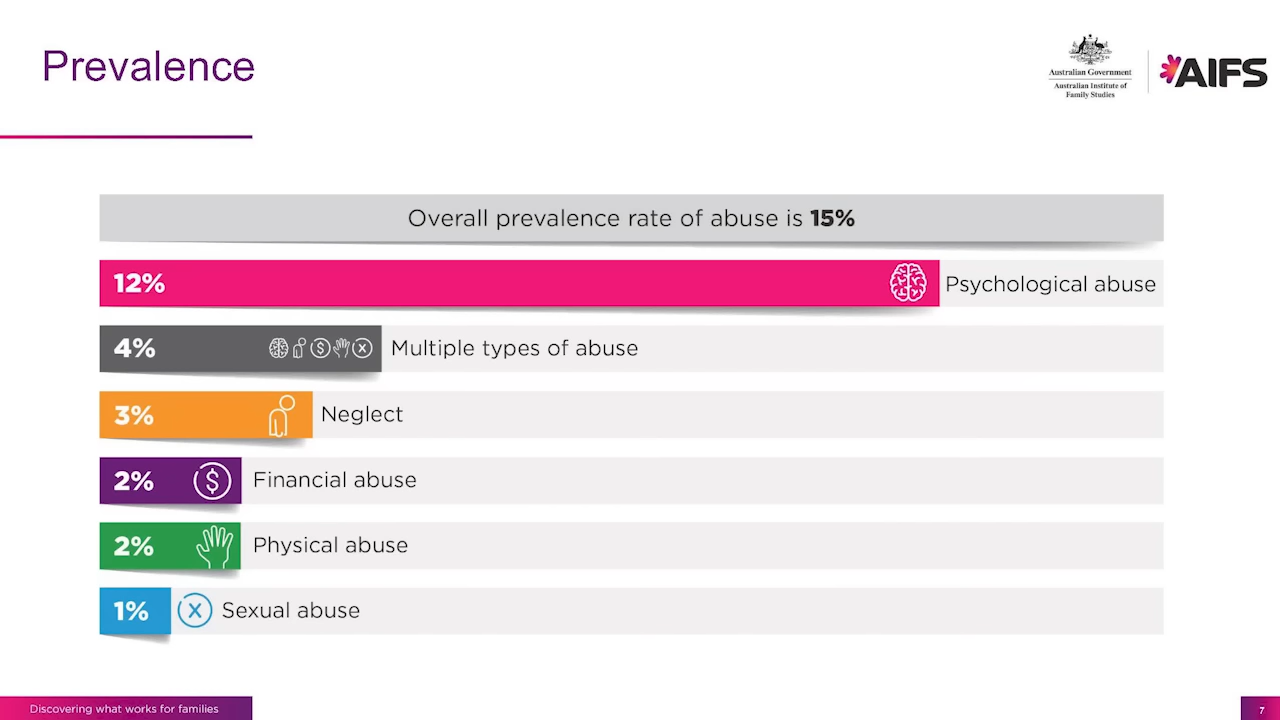 Prevalence
Australian Government
Australian Institute of
Family Studies
AIFS
Overall prevalence rate of abuse is 15%
12% Psychological abuse
4% Multiple types of abuse
3% Neglect
2% Financial abuse
2% Physical abuse
1% Sexual abuse
Discovering what works for families
7